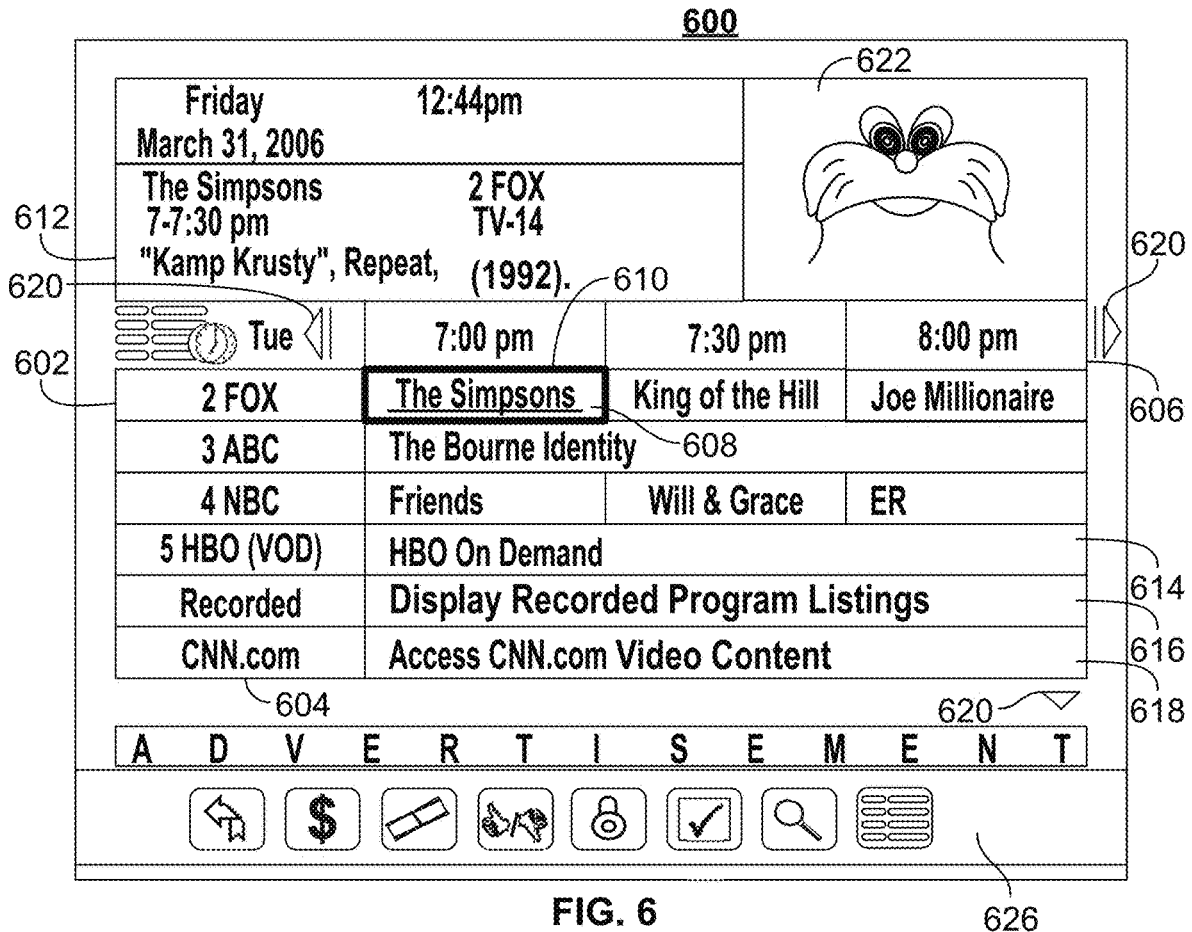 600
622
Friday 12:44pm
March 31, 2006
The Simpsons 2 FOX
7-7:30 pm TV-14
"Kamp Krusty", Repeat, (1992).
612
620
610
620
Tue 7:00 pm 7:30 pm 8:00 pm
602
606
2 FOX The Simpsons King of the Hill Joe Millionaire
608
3 ABC The Bourne Identity
4 NBC Friends Will & Grace ER
5 HBO (VOD) HBO On Demand
614
Recorded Display Recorded Program Listings
616
CNN.com Access CNN.com Video Content
618
604
620
A D V E R T I S E M E N T
$ /
626
FIG. 6